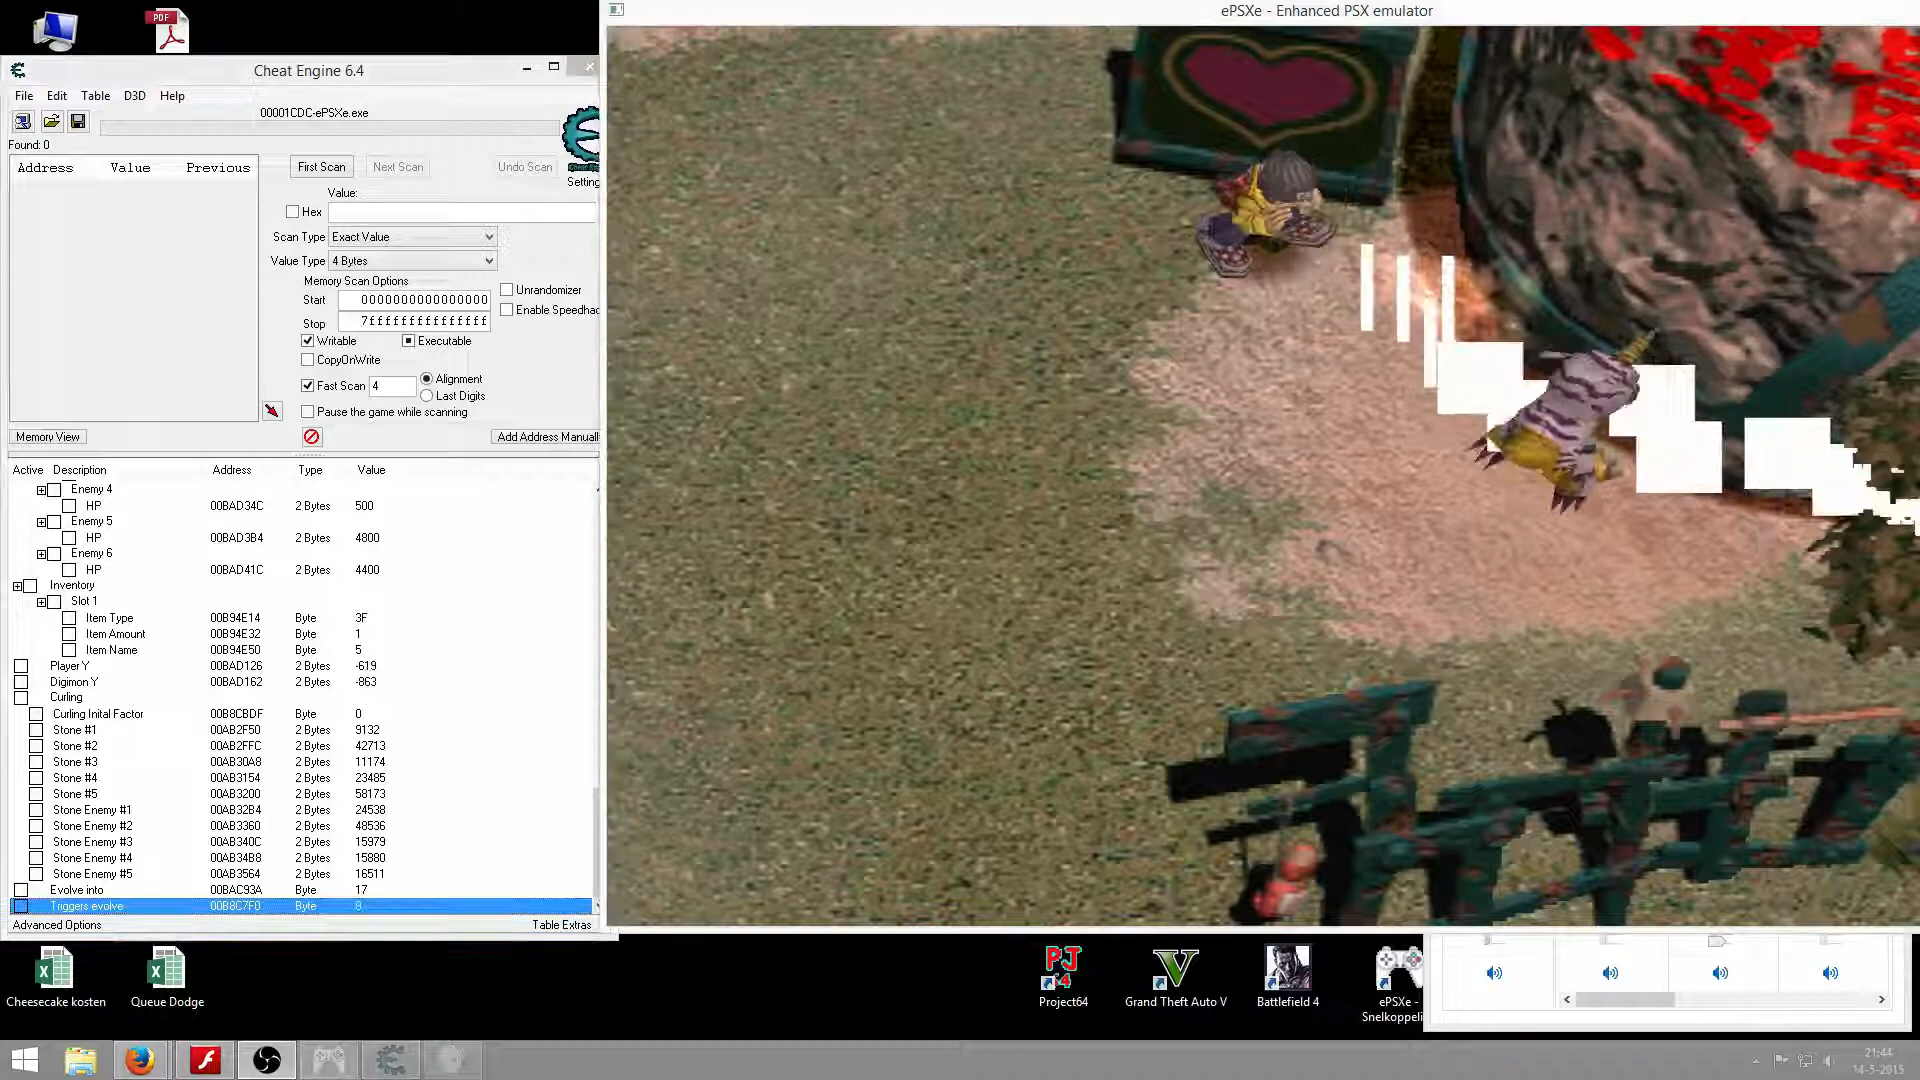 ePSXe - Enhanced PSX emulator
PDF
Cheat Engine 6.4
File Edit Table D3D Help
00001CDC-ePSXe.exe
Found: 0
Address Value Previous
First Scan Next Scan Undo Scan
Settings
Value:
Hex
Scan Type Exact Value
Value Type 4 Bytes
Memory Scan Options
Start 0000000000000000
Stop 7fffffffffffffff
Unrandomizer
Enable Speedhac
Writable Executable
CopyOnWrite
Fast Scan 4 Alignment
Last Digits
Pause the game while scanning
Memory View Add Address Manuall
Active Description Address Type Value
Enemy 4
HP 00BAD34C 2 Bytes 500
Enemy 5
HP 00BAD3B4 2 Bytes 4800
Enemy 6
HP 00BAD41C 2 Bytes 4400
Inventory
Slot 1
Item Type 00B94E14 Byte 3F
Item Amount 00B94E32 Byte 1
Item Name 00B94E50 Byte 5
Player Y 00BAD126 2 Bytes -619
Digimon Y 00BAD162 2 Bytes -863
Curling
Curling Inital Factor 00B8CBDF Byte 0
Stone #1 00AB2F50 2 Bytes 9132
Stone #2 00AB2FFC 2 Bytes 42713
Stone #3 00AB30A8 2 Bytes 11174
Stone #4 00AB3154 2 Bytes 23485
Stone #5 00AB3200 2 Bytes 58173
Stone Enemy #1 00AB32B4 2 Bytes 24538
Stone Enemy #2 00AB3360 2 Bytes 48536
Stone Enemy #3 00AB340C 2 Bytes 15979
Stone Enemy #4 00AB34B8 2 Bytes 15880
Stone Enemy #5 00AB3564 2 Bytes 16511
Evolve into 00BAC93A Byte 17
Triggers evolve 00B8C7F0 Byte 8
Advanced Options Table Extras
Cheesecake kosten
Queue Dodge
Project64
Grand Theft Auto V
Battlefield 4
ePSXe -
Snelkoppeli
21:44
14-5-2015